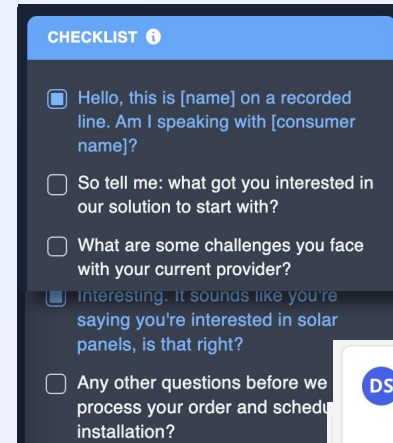 CHECKLIST
Hello, this is [name] on a recorded
line. Am I speaking with [consumer
name]?
So tell me: what got you interested in
our solution to start with?
What are some challenges you face
with your current provider?
Interesting. It sounds like you're
saying you're interested in solar
panels, is that right?
Any other questions before we
process your order and schedu
installation?
DS